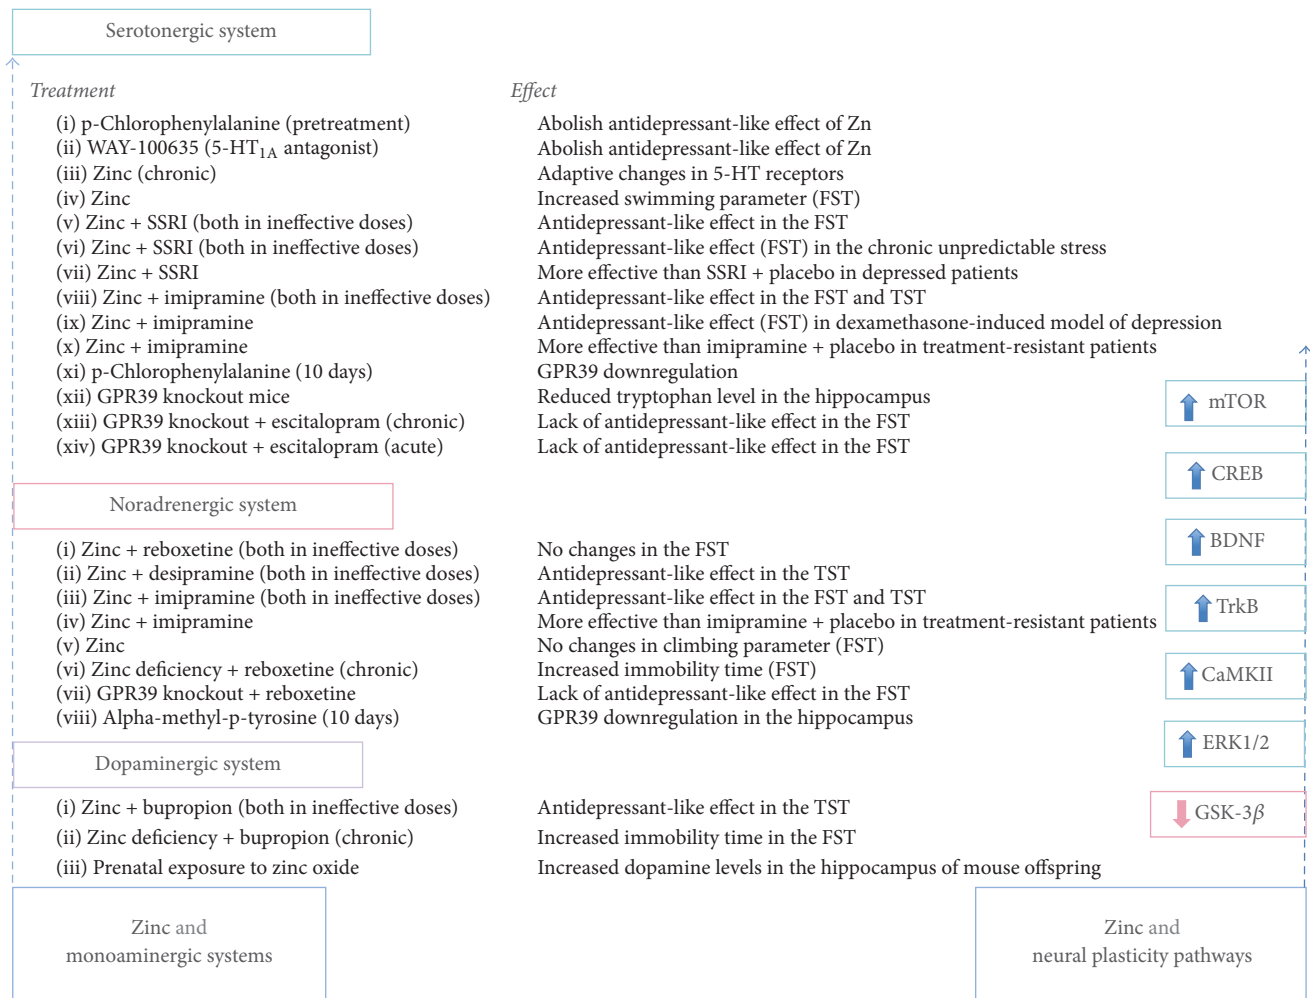 Serotonergic system
Treatment Effect
(i) p-Chlorophenylalanine (pretreatment) Abolish antidepressant-like effect of Zn
(ii) WAY-100635 (5-HT1A antagonist) Abolish antidepressant-like effect of Zn
(iii) Zinc (chronic) Adaptive changes in 5-HT receptors
(iv) Zinc Increased swimming parameter (FST)
(v) Zinc + SSRI (both in ineffective doses) Antidepressant-like effect in the FST
(vi) Zinc + SSRI (both in ineffective doses) Antidepressant-like effect (FST) in the chronic unpredictable stress
(vii) Zinc + SSRI More effective than SSRI + placebo in depressed patients
(viii) Zinc + imipramine (both in ineffective doses) Antidepressant-like effect in the FST and TST
(ix) Zinc + imipramine Antidepressant-like effect (FST) in dexamethasone-induced model of depression
(x) Zinc + imipramine More effective than imipramine + placebo in treatment-resistant patients
(xi) p-Chlorophenylalanine (10 days) GPR39 downregulation
(xii) GPR39 knockout mice Reduced tryptophan level in the hippocampus
(xiii) GPR39 knockout + escitalopram (chronic) Lack of antidepressant-like effect in the FST
(xiv) GPR39 knockout + escitalopram (acute) Lack of antidepressant-like effect in the FST
Noradrenergic system
(i) Zinc + reboxetine (both in ineffective doses) No changes in the FST
(ii) Zinc + desipramine (both in ineffective doses) Antidepressant-like effect in the TST
(iii) Zinc + imipramine (both in ineffective doses) Antidepressant-like effect in the FST and TST
(iv) Zinc + imipramine More effective than imipramine + placebo in treatment-resistant patients
(v) Zinc No changes in climbing parameter (FST)
(vi) Zinc deficiency + reboxetine (chronic) Increased immobility time (FST)
(vii) GPR39 knockout + reboxetine Lack of antidepressant-like effect in the FST
(viii) Alpha-methyl-p-tyrosine (10 days) GPR39 downregulation in the hippocampus
Dopaminergic system
(i) Zinc + bupropion (both in ineffective doses) Antidepressant-like effect in the TST
(ii) Zinc deficiency + bupropion (chronic) Increased immobility time in the FST
(iii) Prenatal exposure to zinc oxide Increased dopamine levels in the hippocampus of mouse offspring
Zinc and
monoaminergic systems
mTOR
CREB
BDNF
TrkB
CaMKII
ERK1/2
GSK-3β
Zinc and
neural plasticity pathways